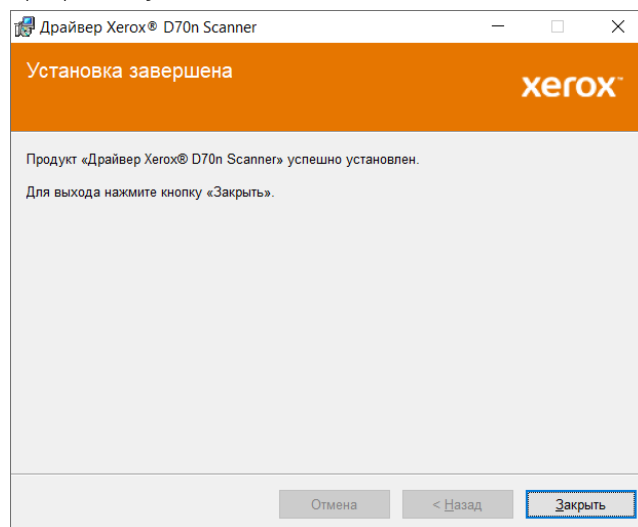 Драйвер Xerox® D70n Scanner
Установка завершена
xerox™
Продукт «Драйвер Xerox® D70n Scanner» успешно установлен.
Для выхода нажмите кнопку «Закрыть».
Отмена
< Назад
Закрыть